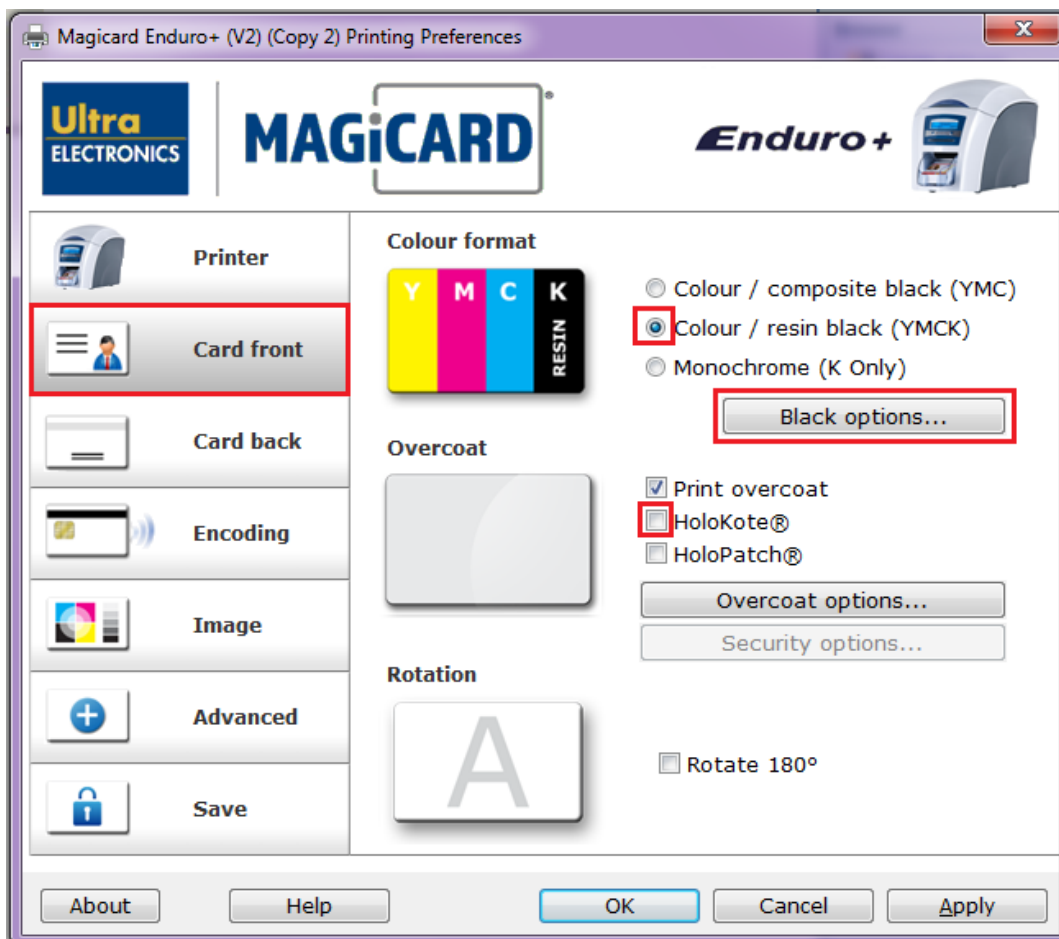 Magicard Enduro+ (V2) (Copy 2) Printing Preferences
Ultra
ELECTRONICS
MAGiCARD®
Enduro+
Printer
Card front
Card back
Encoding
Image
Advanced
Save
Colour format
Y M C K
RESIN
Colour / composite black (YMC)
Colour / resin black (YMCK)
Monochrome (K Only)
Black options...
Overcoat
Print overcoat
HoloKote®
HoloPatch®
Overcoat options...
Security options...
Rotation
A
Rotate 180°
About
Help
OK
Cancel
Apply